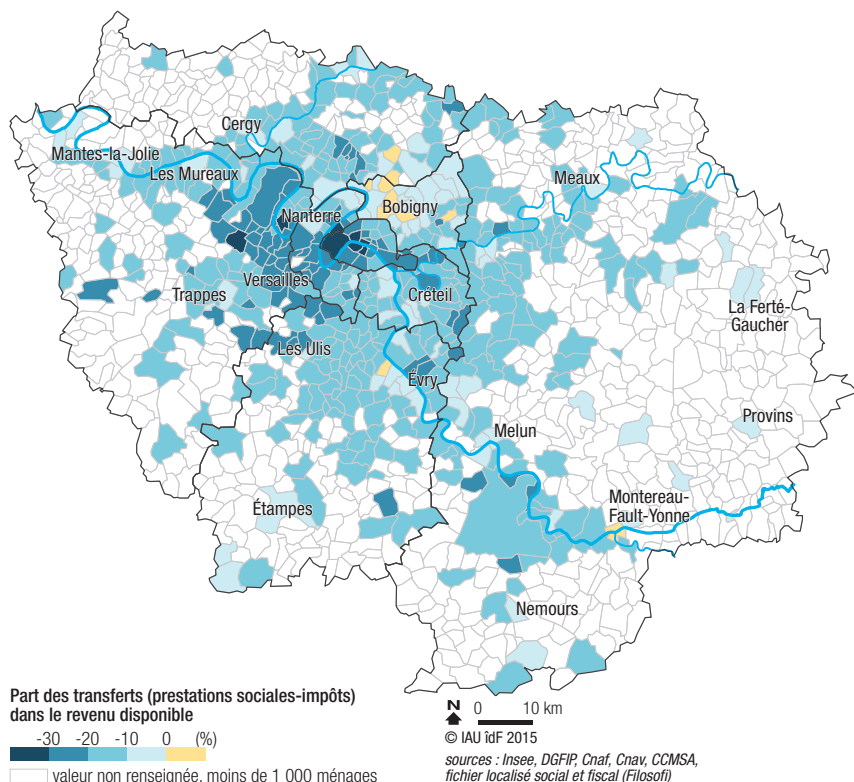 Cergy
Mantes-la-Jolie
Les Mureaux
Meaux
Nanterre
Bobigny
Versailles
Trappes
Créteil
La Ferté-
Gaucher
Les Ulis
Évry
Provins
Melun
Étampes
Montereau-
Fault-Yonne
Nemours
Part des transferts (prestations sociales-impôts)
dans le revenu disponible
-30 -20 -10 0 (%)
valeur non renseignée, moins de 1 000 ménages
N 0 10 km
© IAU îdF 2015
sources : Insee, DGFIP, Cnaf, Cnav, CCMSA,
fichier localisé social et fiscal (Filosofi)